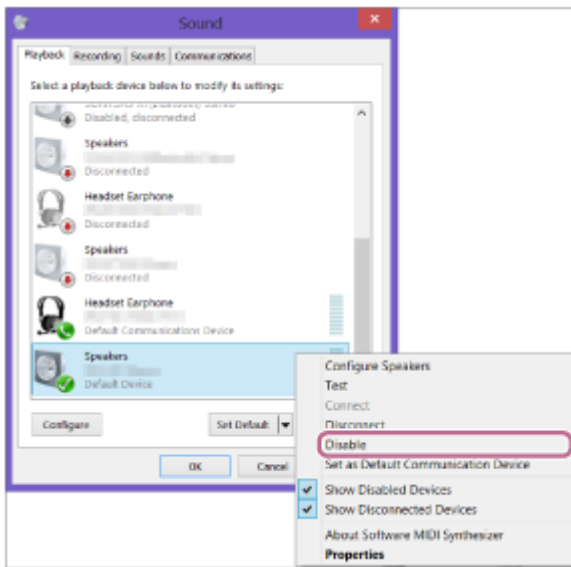 Sound
Playback Recording Sounds Communications
Select a playback device below to modify its settings:
Disabled, disconnected
Speakers
Disconnected
Headset Earphone
Disconnected
Speakers
Disconnected
Headset Earphone
Default Communications Device
Speakers
Default Device
Configure Set Default
OK Cancel
Configure Speakers
Test
Connect
Disconnect
Disable
Set as Default Communication Device
Show Disabled Devices
Show Disconnected Devices
About Software MIDI Synthesizer
Properties